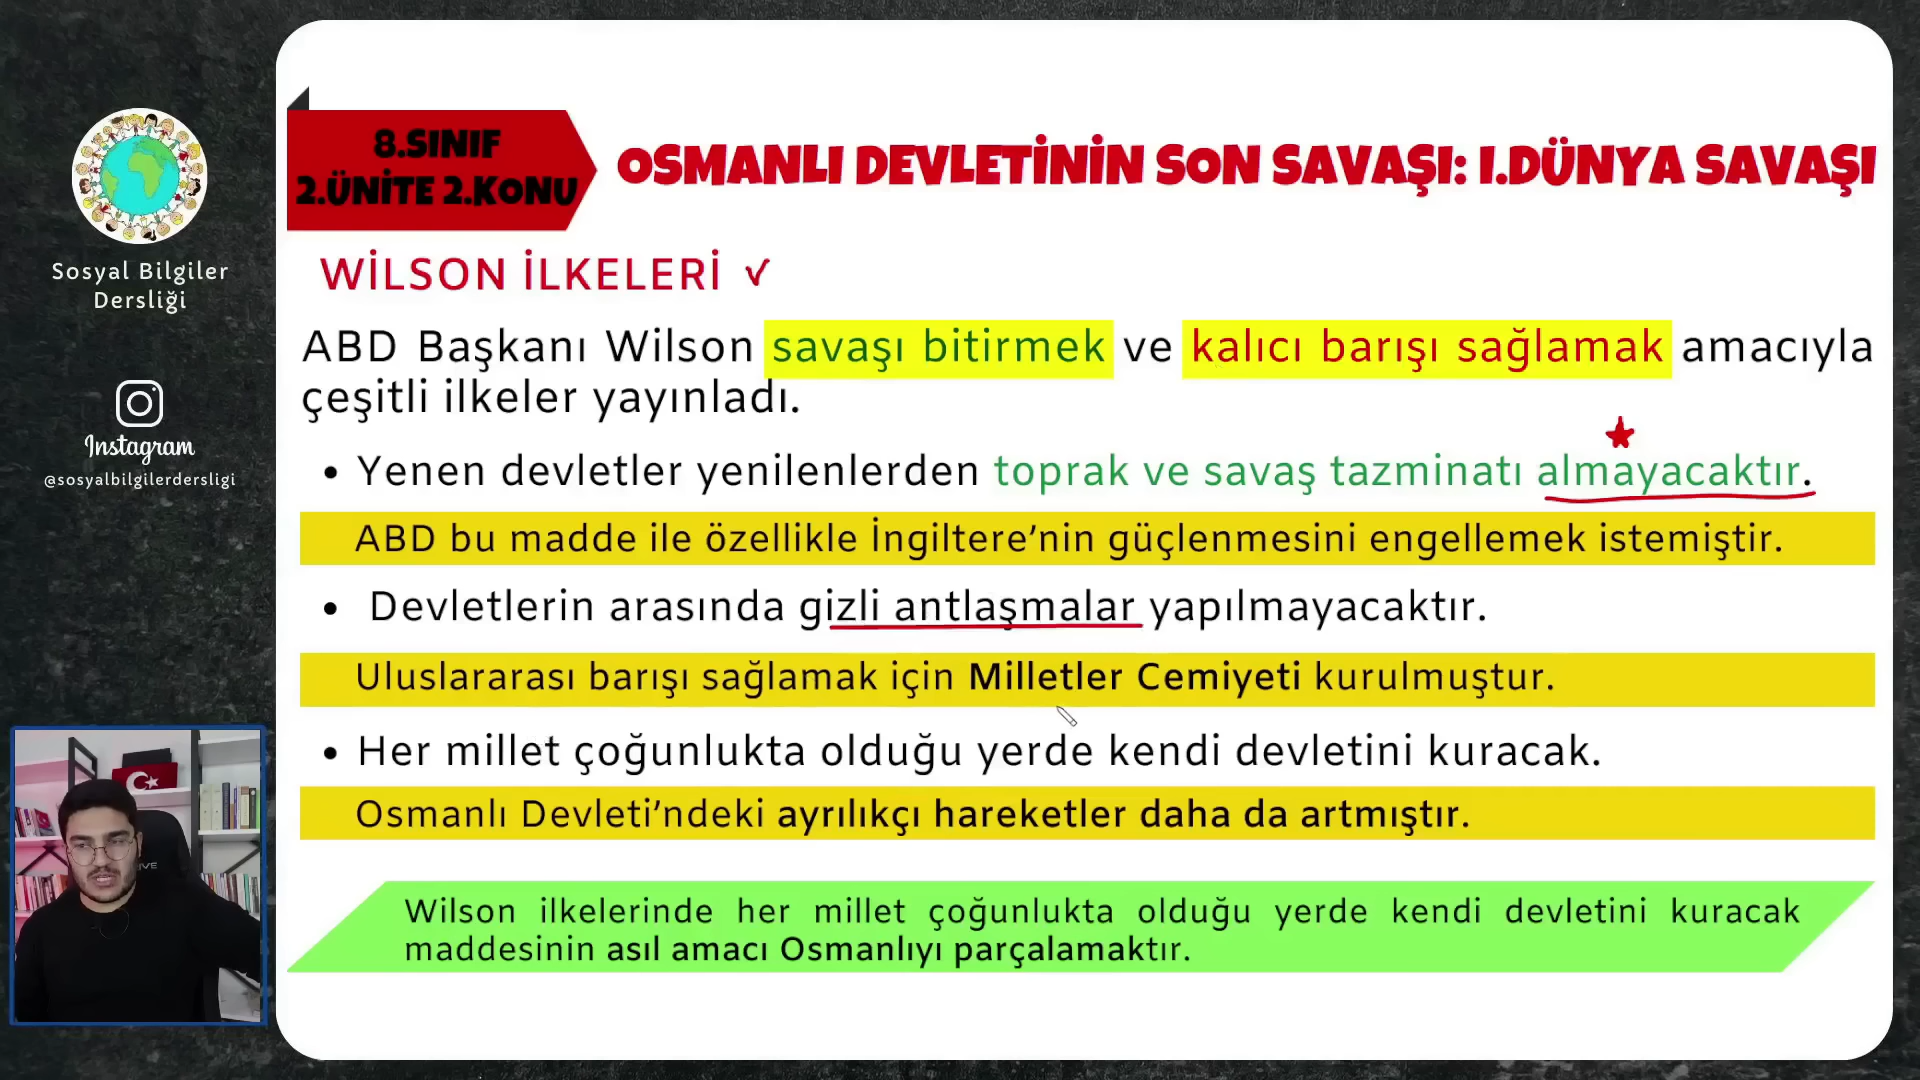 8.SINIF
2.ÜNİTE 2.KONU
OSMANLI DEVLETİNİN SON SAVAŞI: I.DÜNYA SAVAŞI
Sosyal Bilgiler
Dersliği
Instagram
@sosyalbilgilerdersligi
WİLSON İLKELERİ
ABD Başkanı Wilson savaşı bitirmek ve kalıcı barışı sağlamak amacıyla
çeşitli ilkeler yayınladı.
• Yenen devletler yenilenlerden toprak ve savaş tazminatı almayacaktır.
ABD bu madde ile özellikle İngiltere’nin güçlenmesini engellemek istemiştir.
• Devletlerin arasında gizli antlaşmalar yapılmayacaktır.
Uluslararası barışı sağlamak için Milletler Cemiyeti kurulmuştur.
• Her millet çoğunlukta olduğu yerde kendi devletini kuracak.
Osmanlı Devleti’ndeki ayrılıkçı hareketler daha da artmıştır.
Wilson ilkelerinde her millet çoğunlukta olduğu yerde kendi devletini kuracak
maddesinin asıl amacı Osmanlıyı parçalamaktır.